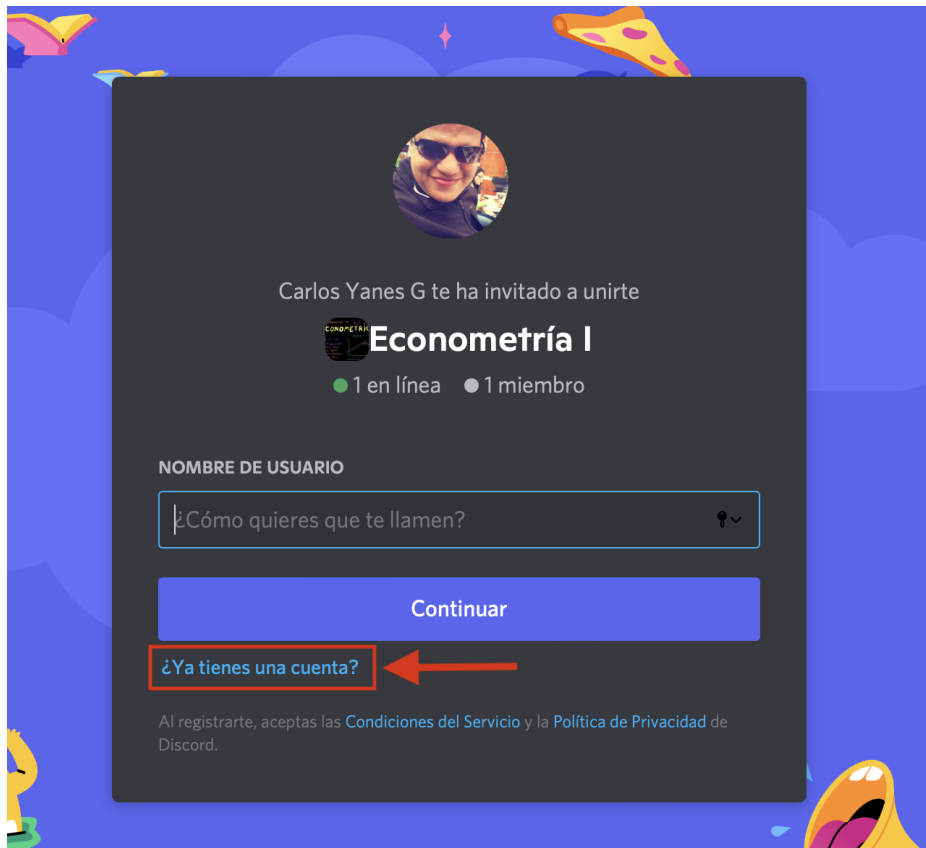 Carlos Yanes G te ha invitado a unirte
CONOMETRIC
Econometría I
1 en línea 1 miembro
NOMBRE DE USUARIO
¿Cómo quieres que te llamen?
Continuar
¿Ya tienes una cuenta?
Al registrarte, aceptas las Condiciones del Servicio y la Política de Privacidad de
Discord.